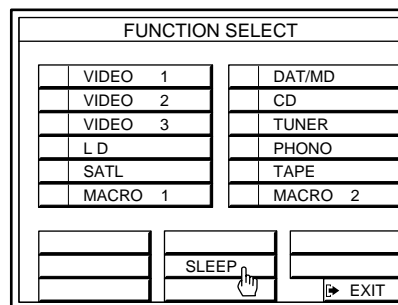 FUNCTION SELECT
VIDEO 1
VIDEO 2
VIDEO 3
L D
SATL
MACRO 1
DAT/MD
CD
TUNER
PHONO
TAPE
MACRO 2
SLEEP
EXIT